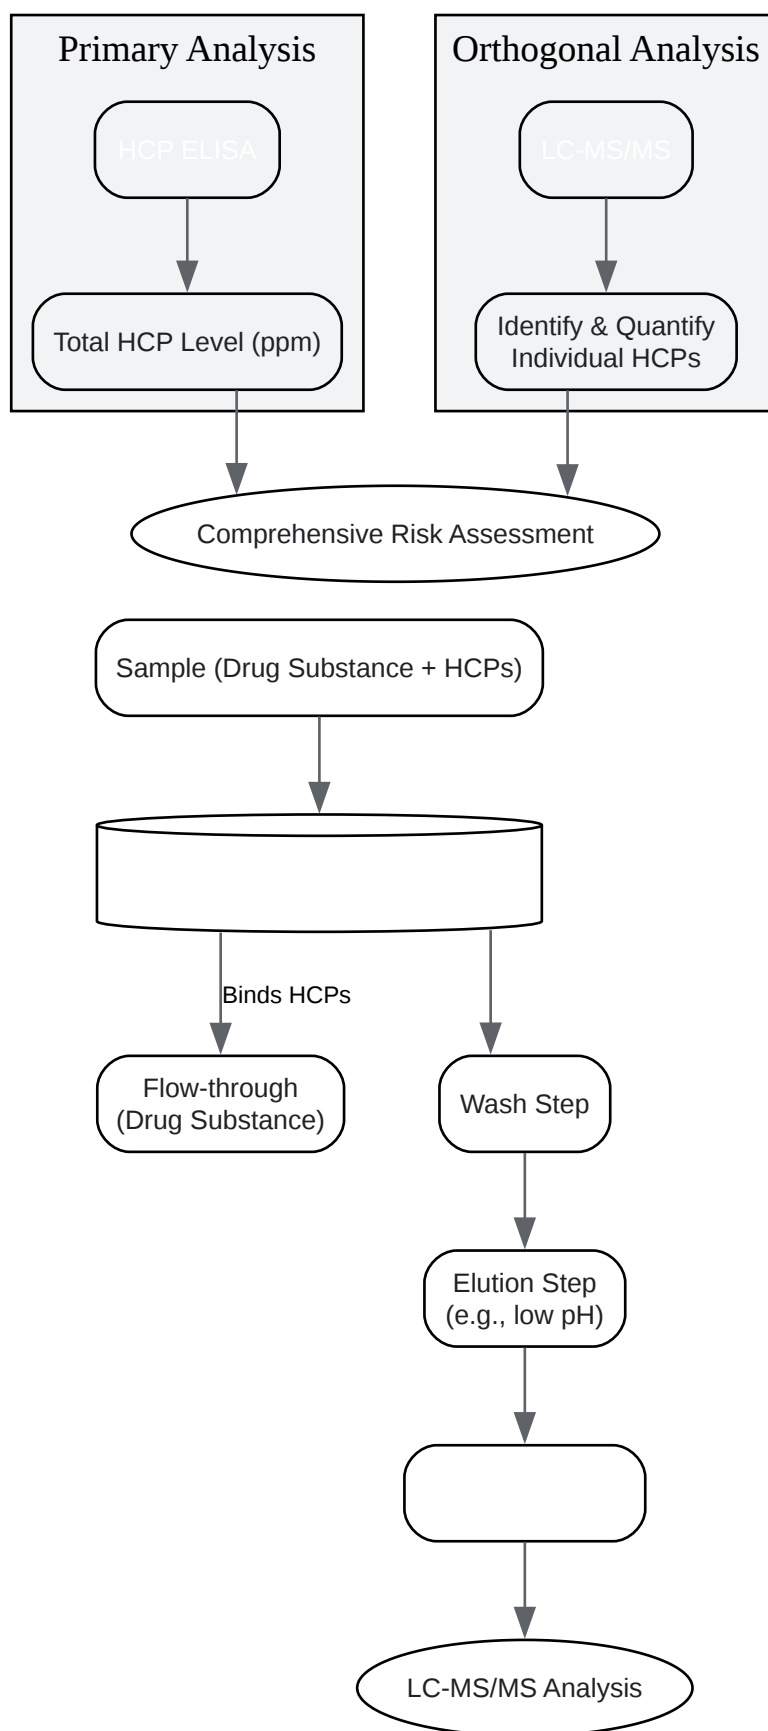 Primary Analysis
Orthogonal Analysis
HCP ELISA
LC-MS/MS
Total HCP Level (ppm)
Identify & Quantify
Individual HCPs
Comprehensive Risk Assessment
Sample (Drug Substance + HCPs)
Binds HCPs
Flow-through
(Drug Substance)
Wash Step
Elution Step
(e.g., low pH)
LC-MS/MS Analysis